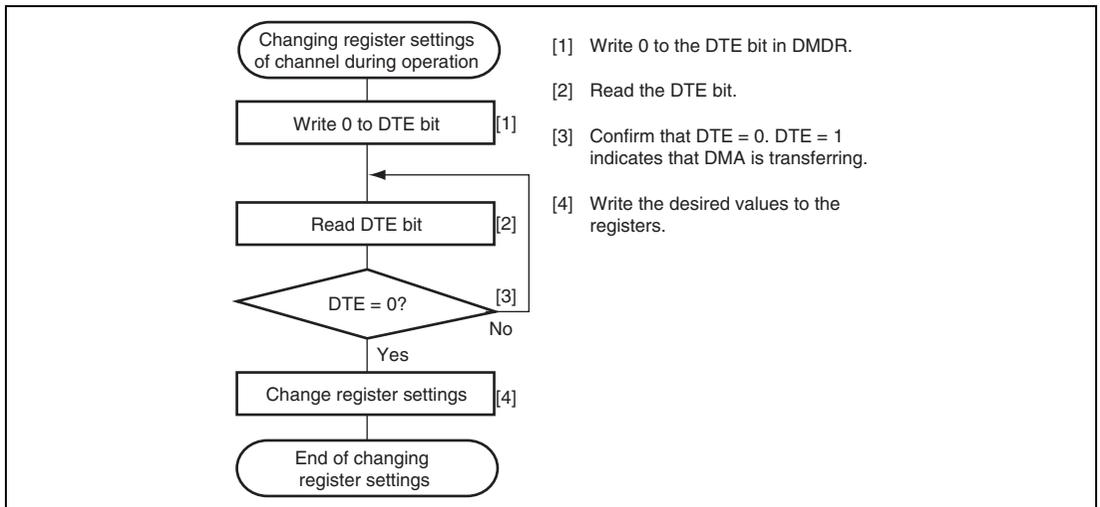 Changing register settings
of channel during operation
Write 0 to DTE bit
[1]
Read DTE bit
[2]
DTE = 0?
[3]
No
Yes
Change register settings
[4]
End of changing
register settings
[1] Write 0 to the DTE bit in DMDR.
[2] Read the DTE bit.
[3] Confirm that DTE = 0. DTE = 1
indicates that DMA is transferring.
[4] Write the desired values to the
registers.